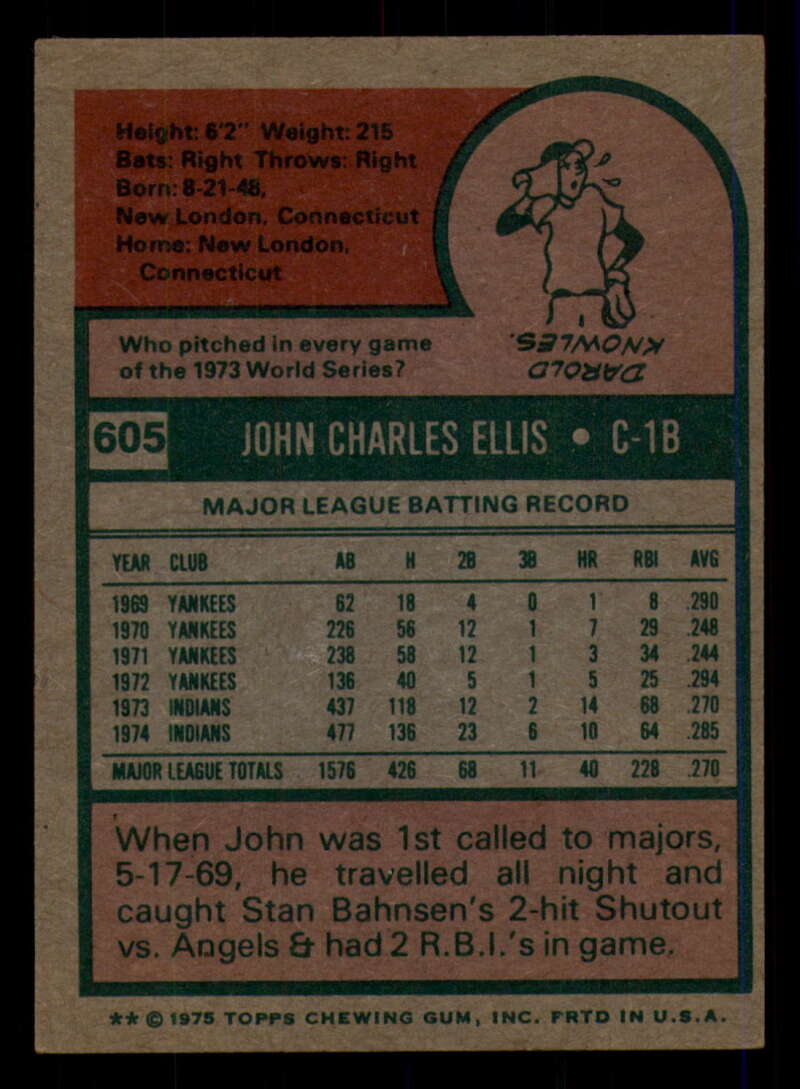 Height: 6'2" Weight: 215
Bats: Right Throws: Right
Born: 8-21-48,
New London, Connecticut
Home: New London,
Connecticut
Who pitched in every game
of the 1973 World Series?
DAROLD
KNOWLES.
605 JOHN CHARLES ELLIS • C-1B
MAJOR LEAGUE BATTING RECORD
YEAR CLUB AB H 2B 3B HR RBI AVG
1969 YANKEES 62 18 4 0 1 8 .290
1970 YANKEES 226 56 12 1 7 29 .248
1971 YANKEES 238 58 12 1 3 34 .244
1972 YANKEES 136 40 5 1 5 25 .294
1973 INDIANS 437 118 12 2 14 68 .270
1974 INDIANS 477 136 23 6 10 64 .285
MAJOR LEAGUE TOTALS 1576 426 68 11 40 228 .270
When John was 1st called to majors,
5-17-69, he travelled all night and
caught Stan Bahnsen's 2-hit Shutout
vs. Angels & had 2 R.B.I.'s in game.
** © 1975 TOPPS CHEWING GUM, INC. PRTD IN U.S.A.